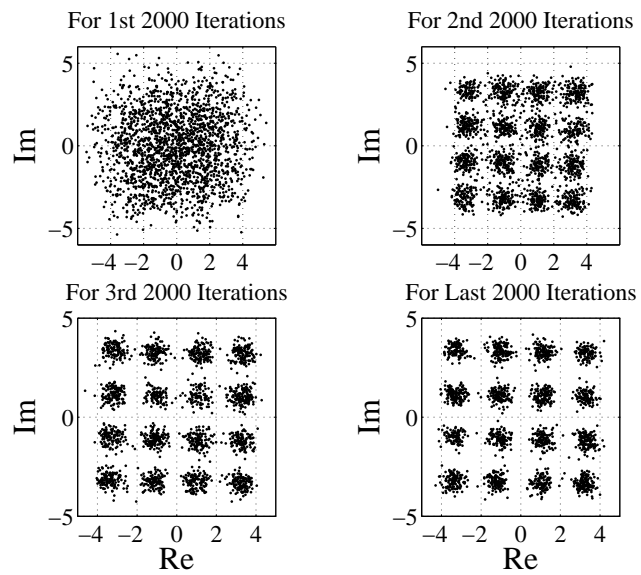 For 1st 2000 Iterations
For 2nd 2000 Iterations
5
0
−5
Im
−4 −2 0 2 4
5
0
−5
Im
−4 −2 0 2 4
For 3rd 2000 Iterations
For Last 2000 Iterations
5
0
−5
Im
−4 −2 0 2 4
Re
5
0
−5
Im
−4 −2 0 2 4
Re